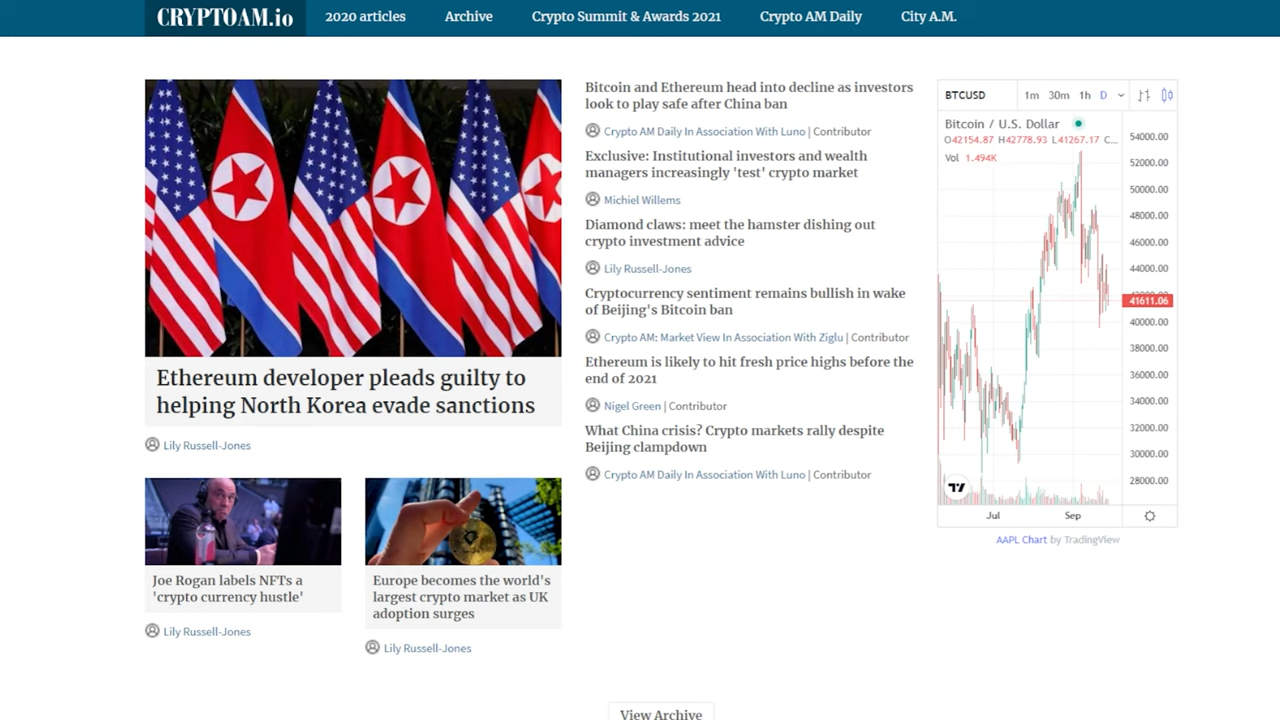 CRYPTOAM.io
2020 articles
Archive
Crypto Summit & Awards 2021
Crypto AM Daily
City A.M.
Ethereum developer pleads guilty to
helping North Korea evade sanctions
Lily Russell-Jones
Joe Rogan labels NFTs a
'crypto currency hustle'
Lily Russell-Jones
Europe becomes the world's
largest crypto market as UK
adoption surges
Lily Russell-Jones
Bitcoin and Ethereum head into decline as investors
look to play safe after China ban
Crypto AM Daily In Association With Luno | Contributor
Exclusive: Institutional investors and wealth
managers increasingly 'test' crypto market
Michiel Willems
Diamond claws: meet the hamster dishing out
crypto investment advice
Lily Russell-Jones
Cryptocurrency sentiment remains bullish in wake
of Beijing's Bitcoin ban
Crypto AM: Market View In Association With Ziglu | Contributor
Ethereum is likely to hit fresh price highs before the
end of 2021
Nigel Green | Contributor
What China crisis? Crypto markets rally despite
Beijing clampdown
Crypto AM Daily In Association With Luno | Contributor
BTCUSD 1m 30m 1h D
Bitcoin / U.S. Dollar
O42154.87 H42778.93 L41267.17 C...
Vol 1.494K
54000.00
52000.00
50000.00
48000.00
46000.00
44000.00
41611.06
40000.00
38000.00
36000.00
34000.00
32000.00
30000.00
28000.00
Jul Sep
AAPL Chart by TradingView
View Archive